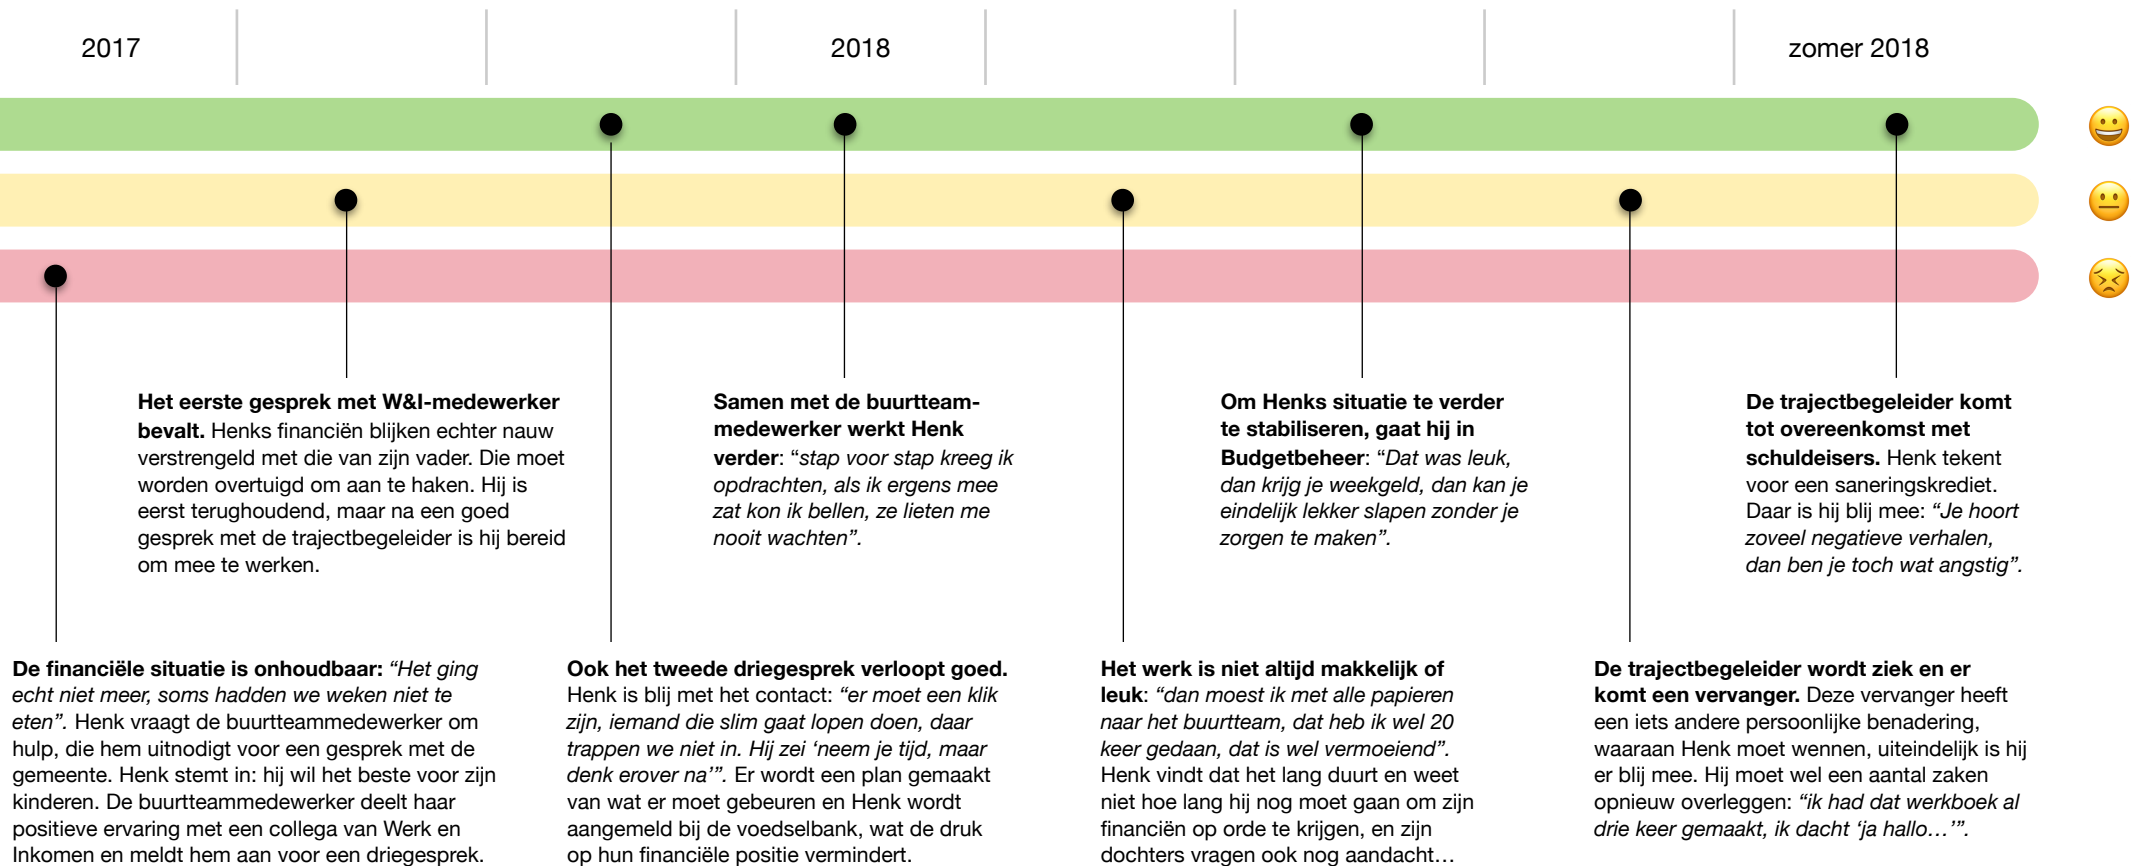 2017
2018
zomer 2018
Het eerste gesprek met W&I-medewerker
bevalt. Henks financiën blijken echter nauw
verstrengeld met die van zijn vader. Die moet
worden overtuigd om aan te haken. Hij is
eerst terughoudend, maar na een goed
gesprek met de trajectbegeleider is hij bereid
om mee te werken.
Samen met de buurtteam-
medewerker werkt Henk
verder: “stap voor stap kreeg ik
opdrachten, als ik ergens mee
zat kon ik bellen, ze lieten me
nooit wachten”.
Om Henks situatie te verder
te stabiliseren, gaat hij in
Budgetbeheer: “Dat was leuk,
dan krijg je weekgeld, dan kan je
eindelijk lekker slapen zonder je
zorgen te maken”.
De trajectbegeleider komt
tot overeenkomst met
schuldeisers. Henk tekent
voor een saneringskrediet.
Daar is hij blij mee: “Je hoort
zoveel negatieve verhalen,
dan ben je toch wat angstig”.
De financiële situatie is onhoudbaar: “Het ging
echt niet meer, soms hadden we weken niet te
eten”. Henk vraagt de buurtteammedewerker om
hulp, die hem uitnodigt voor een gesprek met de
gemeente. Henk stemt in: hij wil het beste voor zijn
kinderen. De buurtteammedewerker deelt haar
positieve ervaring met een collega van Werk en
Inkomen en meldt hem aan voor een driegesprek.
Ook het tweede driegesprek verloopt goed.
Henk is blij met het contact: “er moet een klik
zijn, iemand die slim gaat lopen doen, daar
trappen we niet in. Hij zei ‘neem je tijd, maar
denk erover na’”. Er wordt een plan gemaakt
van wat er moet gebeuren en Henk wordt
aangemeld bij de voedselbank, wat de druk
op hun financiële positie vermindert.
Het werk is niet altijd makkelijk of
leuk: “dan moest ik met alle papieren
naar het buurtteam, dat heb ik wel 20
keer gedaan, dat is wel vermoeiend”.
Henk vindt dat het lang duurt en weet
niet hoe lang hij nog moet gaan om zijn
financiën op orde te krijgen, en zijn
dochters vragen ook nog aandacht…
De trajectbegeleider wordt ziek en er
komt een vervanger. Deze vervanger heeft
een iets andere persoonlijke benadering,
waaraan Henk moet wennen, uiteindelijk is hij
er blij mee. Hij moet wel een aantal zaken
opnieuw overleggen: “ik had dat werkboek al
drie keer gemaakt, ik dacht ‘ja hallo…’”.